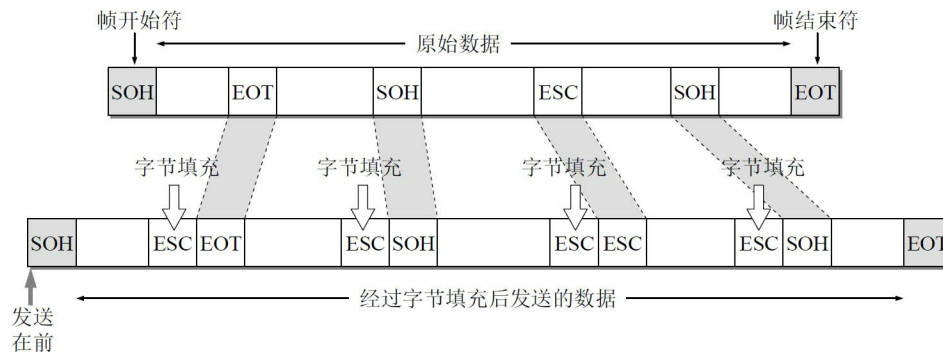 帧开始符
帧结束符
原始数据
SOH EOT SOH ESC SOH EOT
字节填充 字节填充 字节填充 字节填充
SOH ESC EOT ESC SOH ESC ESC ESC SOH EOT
经过字节填充后发送的数据
发送
在前